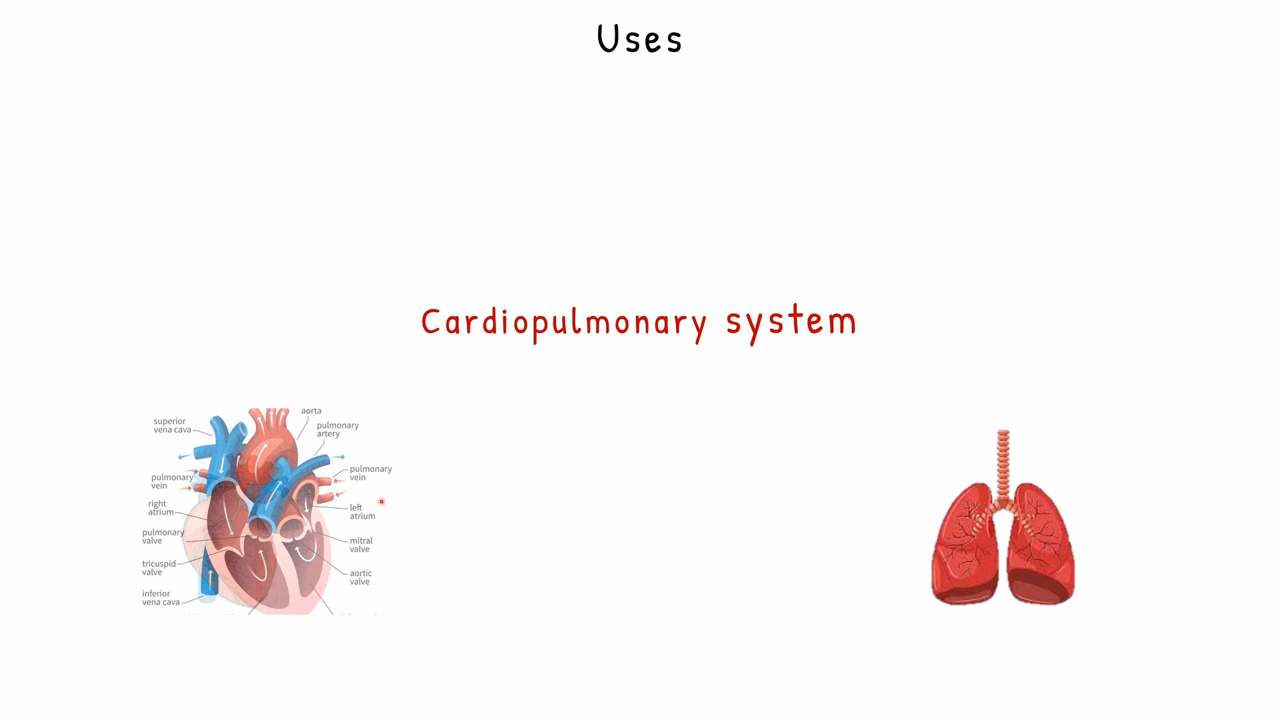 Uses
Cardiopulmonary system
aorta
superior
vena cava
pulmonary
artery
pulmonary
vein
pulmonary
vein
right
atrium
left
atrium
pulmonary
valve
mitral
valve
tricuspid
valve
aortic
valve
inferior
vena cava